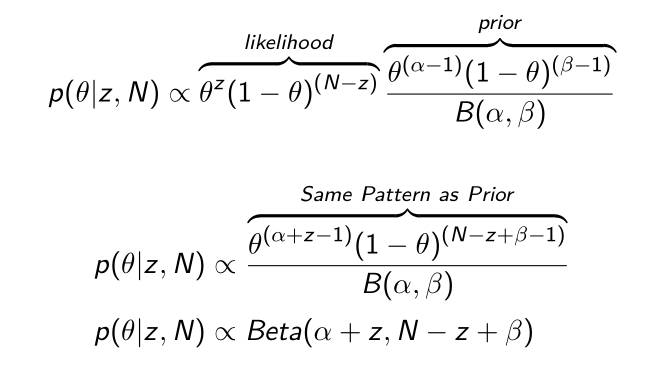 likelihood prior
p(θ|z, N) ∝ θ^z(1 − θ)^(N−z) θ^(α−1)(1 − θ)^(β−1) / B(α, β)
Same Pattern as Prior
p(θ|z, N) ∝ θ^(α+z−1)(1 − θ)^(N−z+β−1) / B(α, β)
p(θ|z, N) ∝ Beta(α + z, N − z + β)